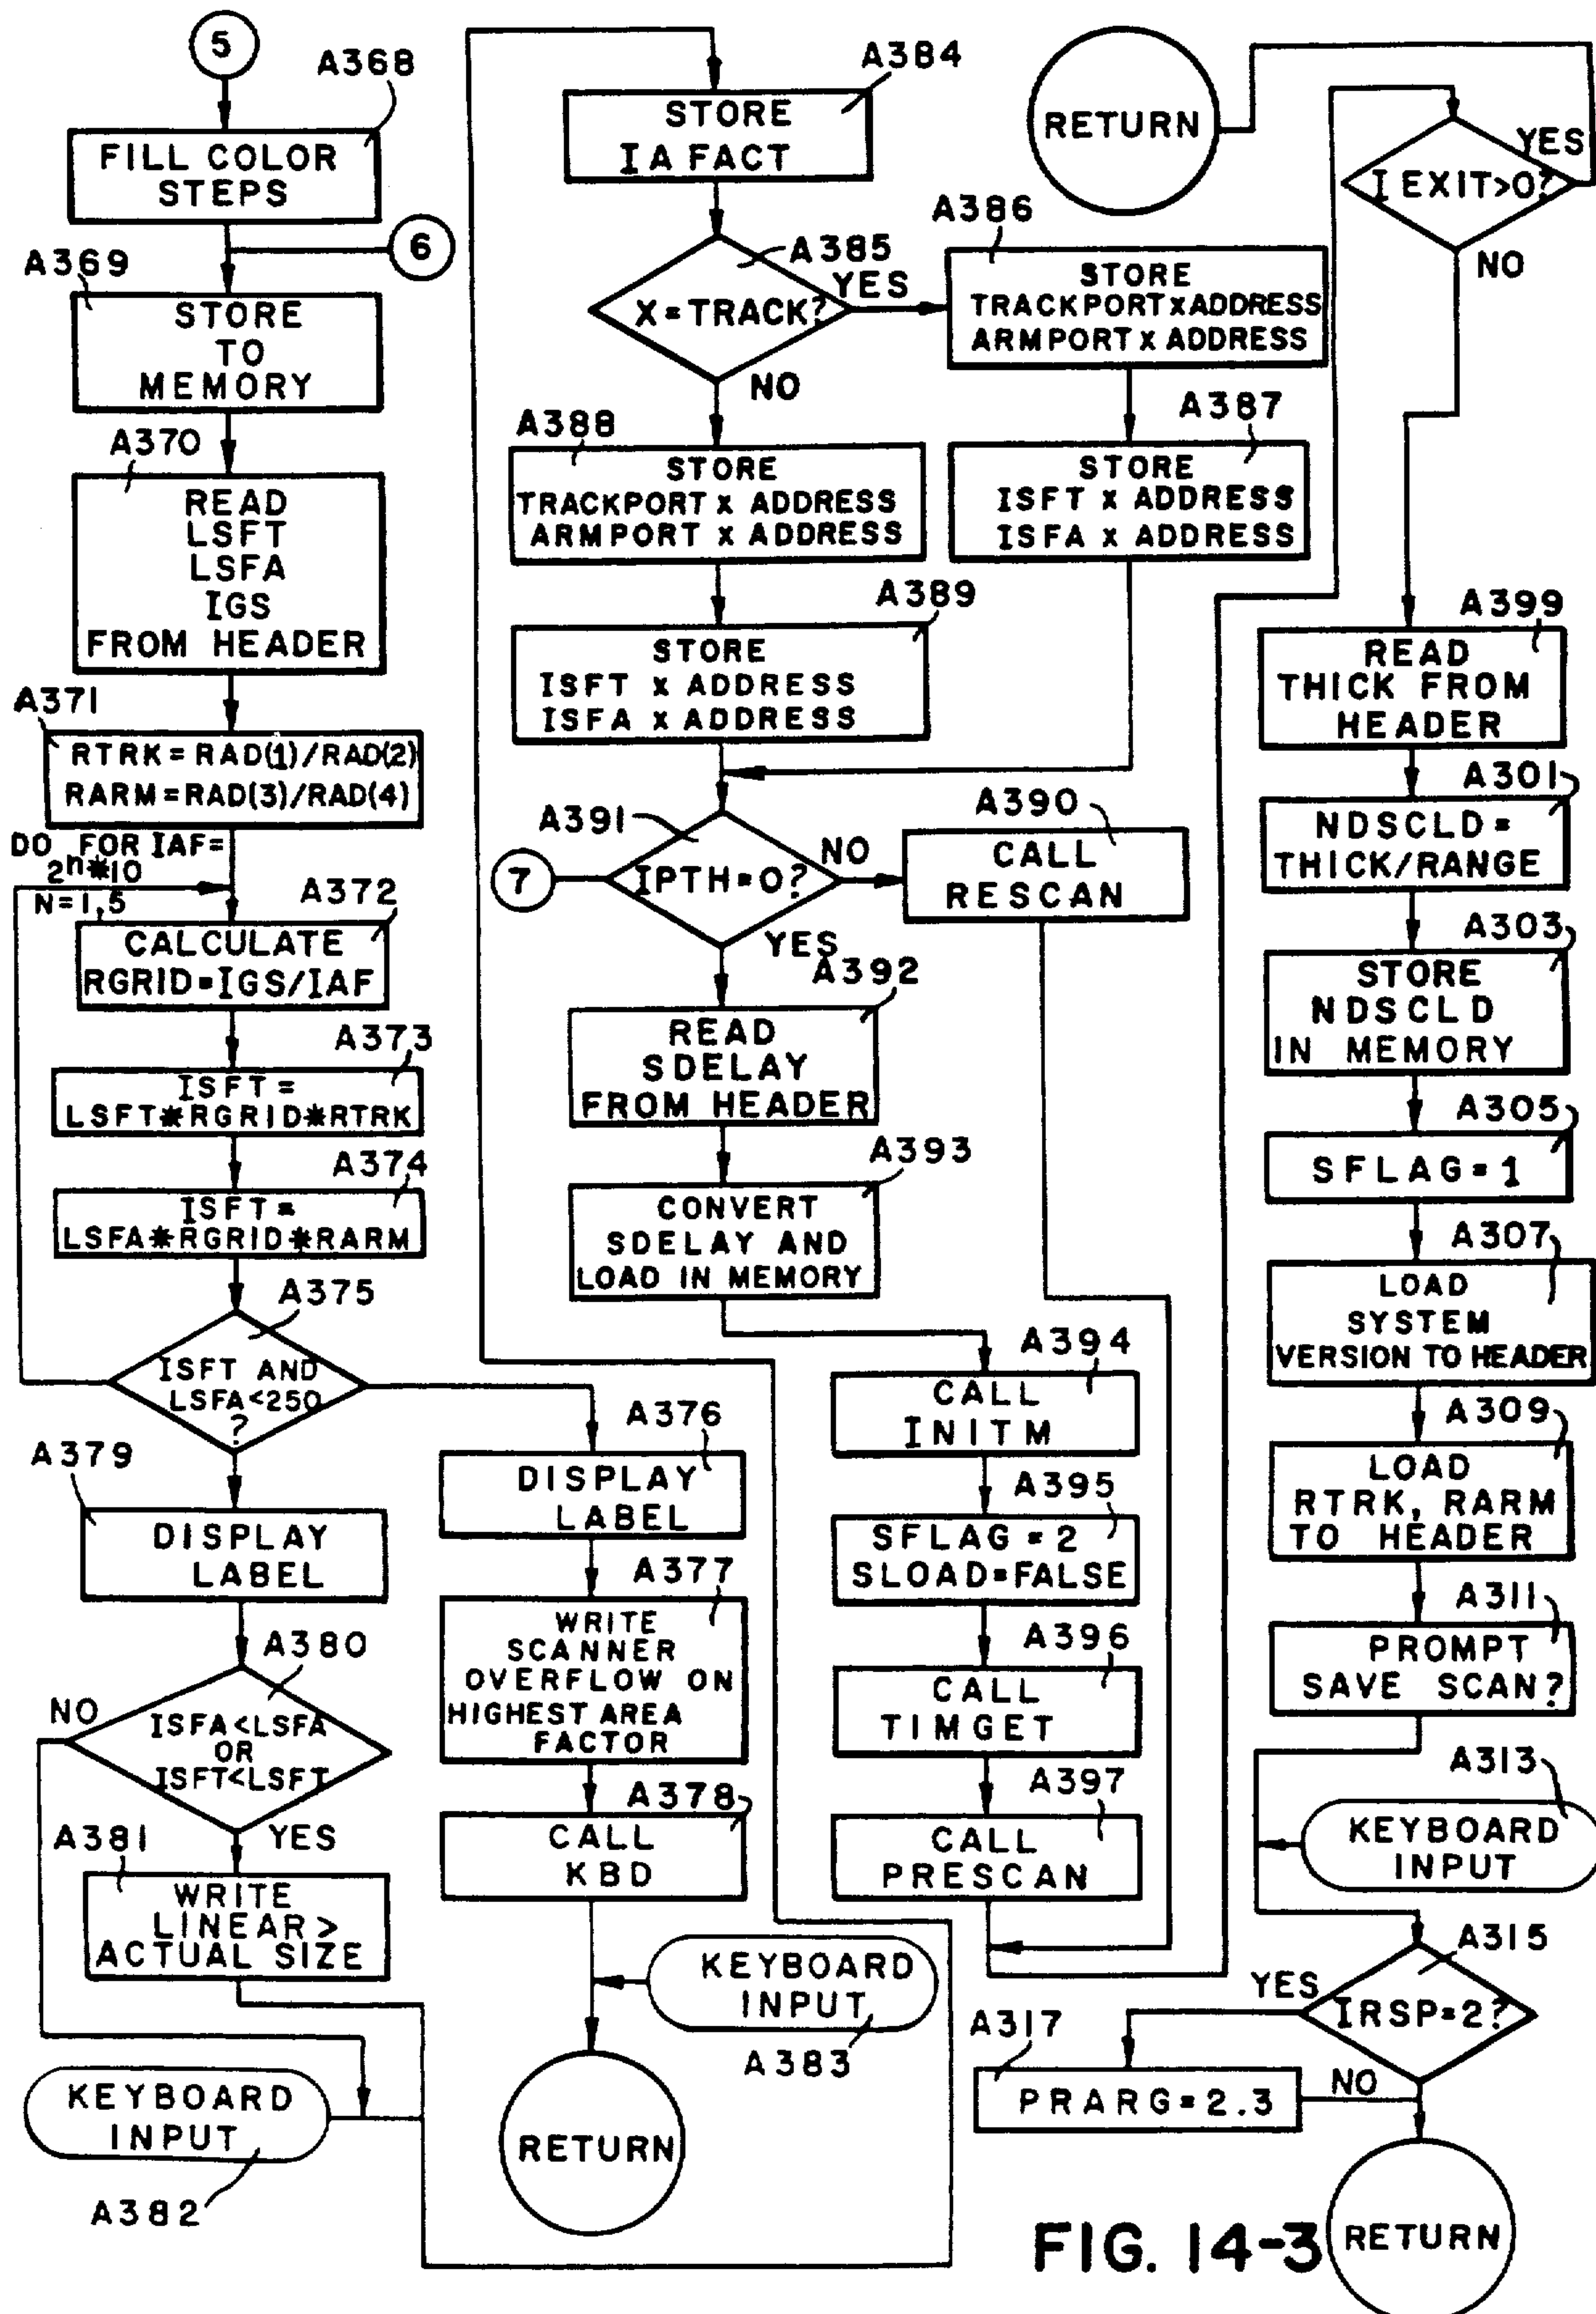 5
A368
FILL COLOR
STEPS
6
A369
STORE
TO
MEMORY
A370
READ
LSFT
LSFA
IGS
FROM HEADER
A371
RTRK=RAD(1)/RAD(2)
RARM=RAD(3)/RAD(4)
DO FOR IAF=
2n*10
N=1,5
A372
CALCULATE
RGRID=IGS/IAF
A373
ISFT=
LSFT*RGRID*RTRK
A374
ISFT=
LSFA*RGRID*RARM
A375
ISFT AND
LSFA<250
?
A379
DISPLAY
LABEL
A380
NO
ISFA<LSFA
OR
ISFT<LSFT
YES
A381
WRITE
LINEAR>
ACTUAL SIZE
KEYBOARD
INPUT
A382
A376
DISPLAY
LABEL
A377
WRITE
SCANNER
OVERFLOW ON
HIGHEST AREA
FACTOR
A378
CALL
KBD
KEYBOARD
INPUT
A383
RETURN
A384
STORE
IA FACT
A385
X=TRACK?
YES
NO
A386
STORE
TRACKPORT x ADDRESS
ARMPORT x ADDRESS
A387
STORE
ISFT x ADDRESS
ISFA x ADDRESS
A388
STORE
TRACKPORT x ADDRESS
ARMPORT x ADDRESS
A389
STORE
ISFT x ADDRESS
ISFA x ADDRESS
A391
7
IPTH=0?
NO
YES
A390
CALL
RESCAN
A392
READ
SDELAY
FROM HEADER
A393
CONVERT
SDELAY AND
LOAD IN MEMORY
A394
CALL
INITM
A395
SFLAG=2
SLOAD=FALSE
A396
CALL
TIMGET
A397
CALL
PRESCAN
RETURN
I EXIT>0?
YES
NO
A399
READ
THICK FROM
HEADER
A301
NDSCLD=
THICK/RANGE
A303
STORE
NDSCLD
IN MEMORY
A305
SFLAG=1
A307
LOAD
SYSTEM
VERSION TO HEADER
A309
LOAD
RTRK, RARM
TO HEADER
A311
PROMPT
SAVE SCAN?
A313
KEYBOARD
INPUT
A315
YES
IRSP=2?
A317
PRARG=2.3
NO
RETURN
FIG. 14-3